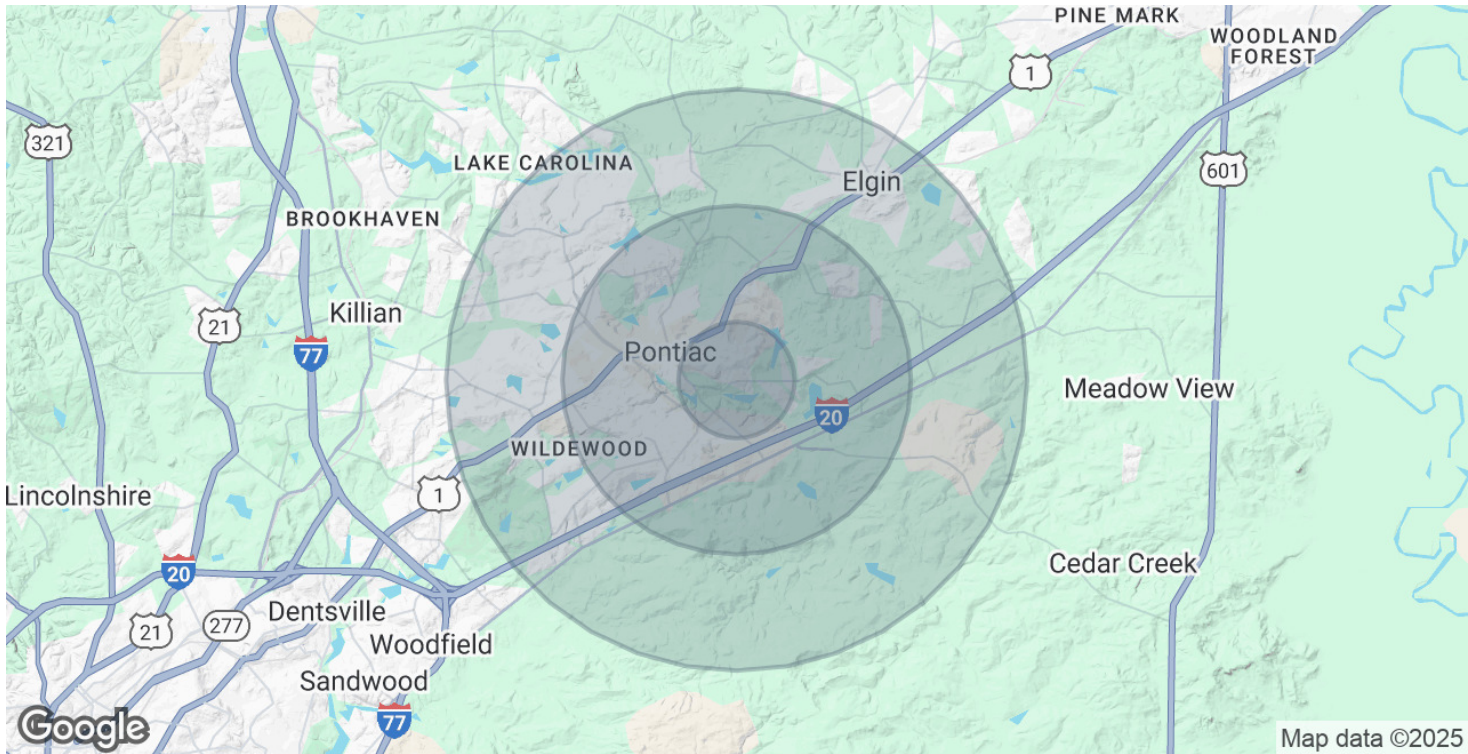 PINE MARK
WOODLAND
FOREST
1
321
LAKE CAROLINA
601
Elgin
BROOKHAVEN
Killian
21
77
Pontiac
Meadow View
20
WILDEWOOD
Lincolnshire
1
Cedar Creek
20
Dentsville
21
277
Woodfield
Sandwood
77
Google
Map data ©2025